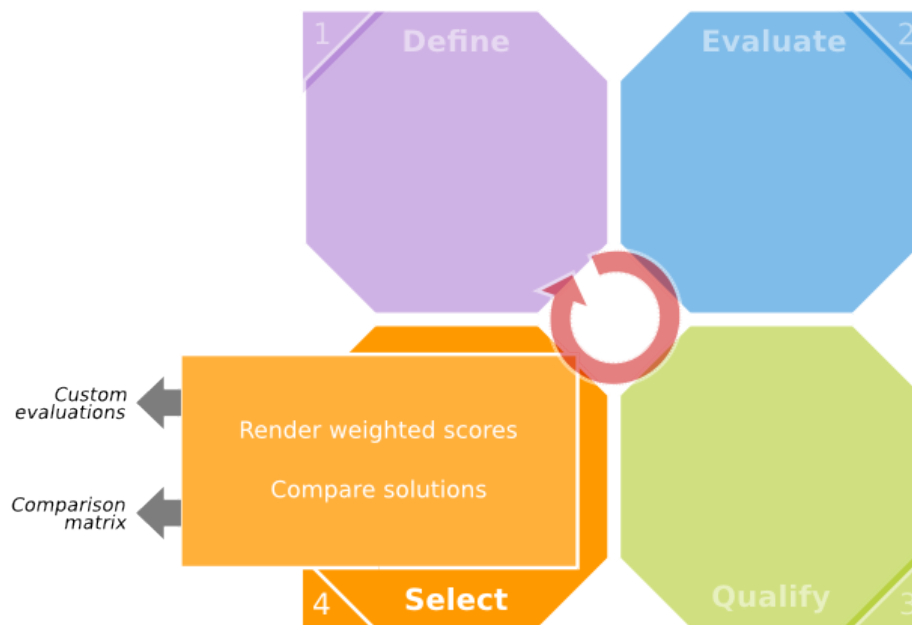 1
Define
Evaluate
2
Custom
evaluations
Render weighted scores
Compare solutions
Comparison
matrix
4
Select
Qualify
3